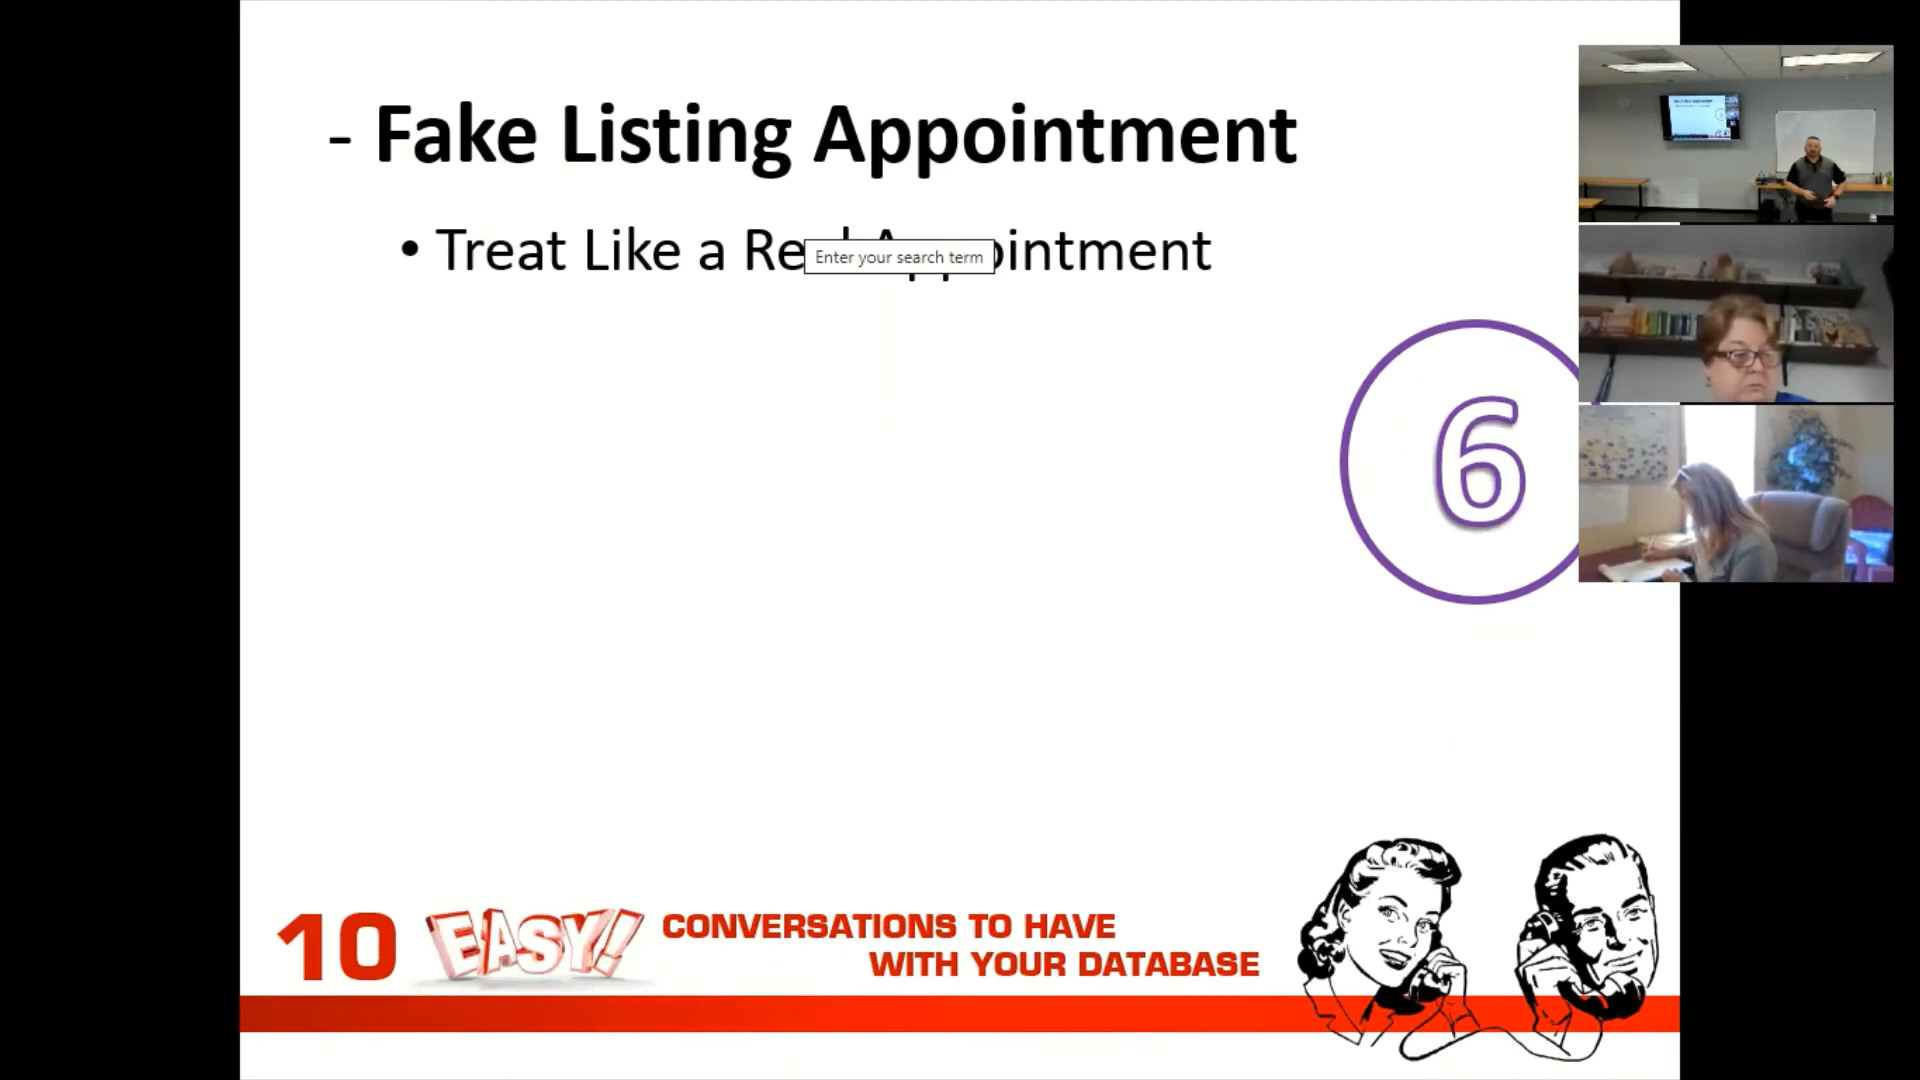 - Fake Listing Appointment
• Treat Like a Re Appointment
Enter your search term
6
10 EASY! CONVERSATIONS TO HAVE
WITH YOUR DATABASE